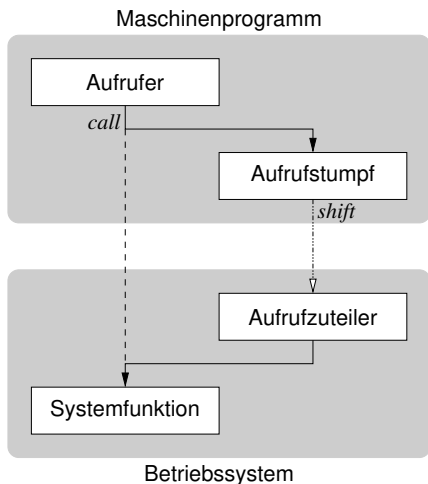 Maschinenprogramm
Aufrufer
call
Aufrufstumpf
shift
Aufrufzuteiler
Systemfunktion
Betriebssystem